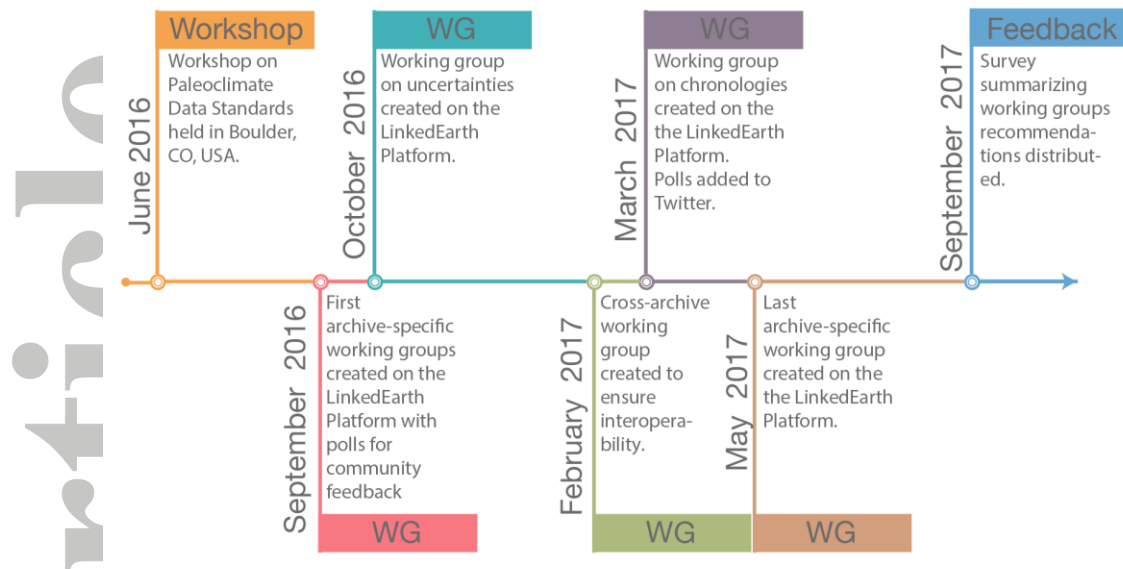 Workshop
June 2016
Workshop on
Paleoclimate
Data Standards
held in Boulder,
CO, USA.
WG
October 2016
Working group
on uncertainties
created on the
LinkedEarth
Platform.
WG
March 2017
Working group
on chronologies
created on the
the LinkedEarth
Platform.
Polls added to
Twitter.
Feedback
September 2017
Survey
summarizing
working groups
recommenda-
tions distribut-
ed.
September 2016
First
archive-specific
working groups
created on the
LinkedEarth
Platform with
polls for
community
feedback
WG
February 2017
Cross-archive
working
group
created to
ensure
interopera-
bility.
WG
May 2017
Last
archive-specific
working group
created on the
the LinkedEarth
Platform.
WG